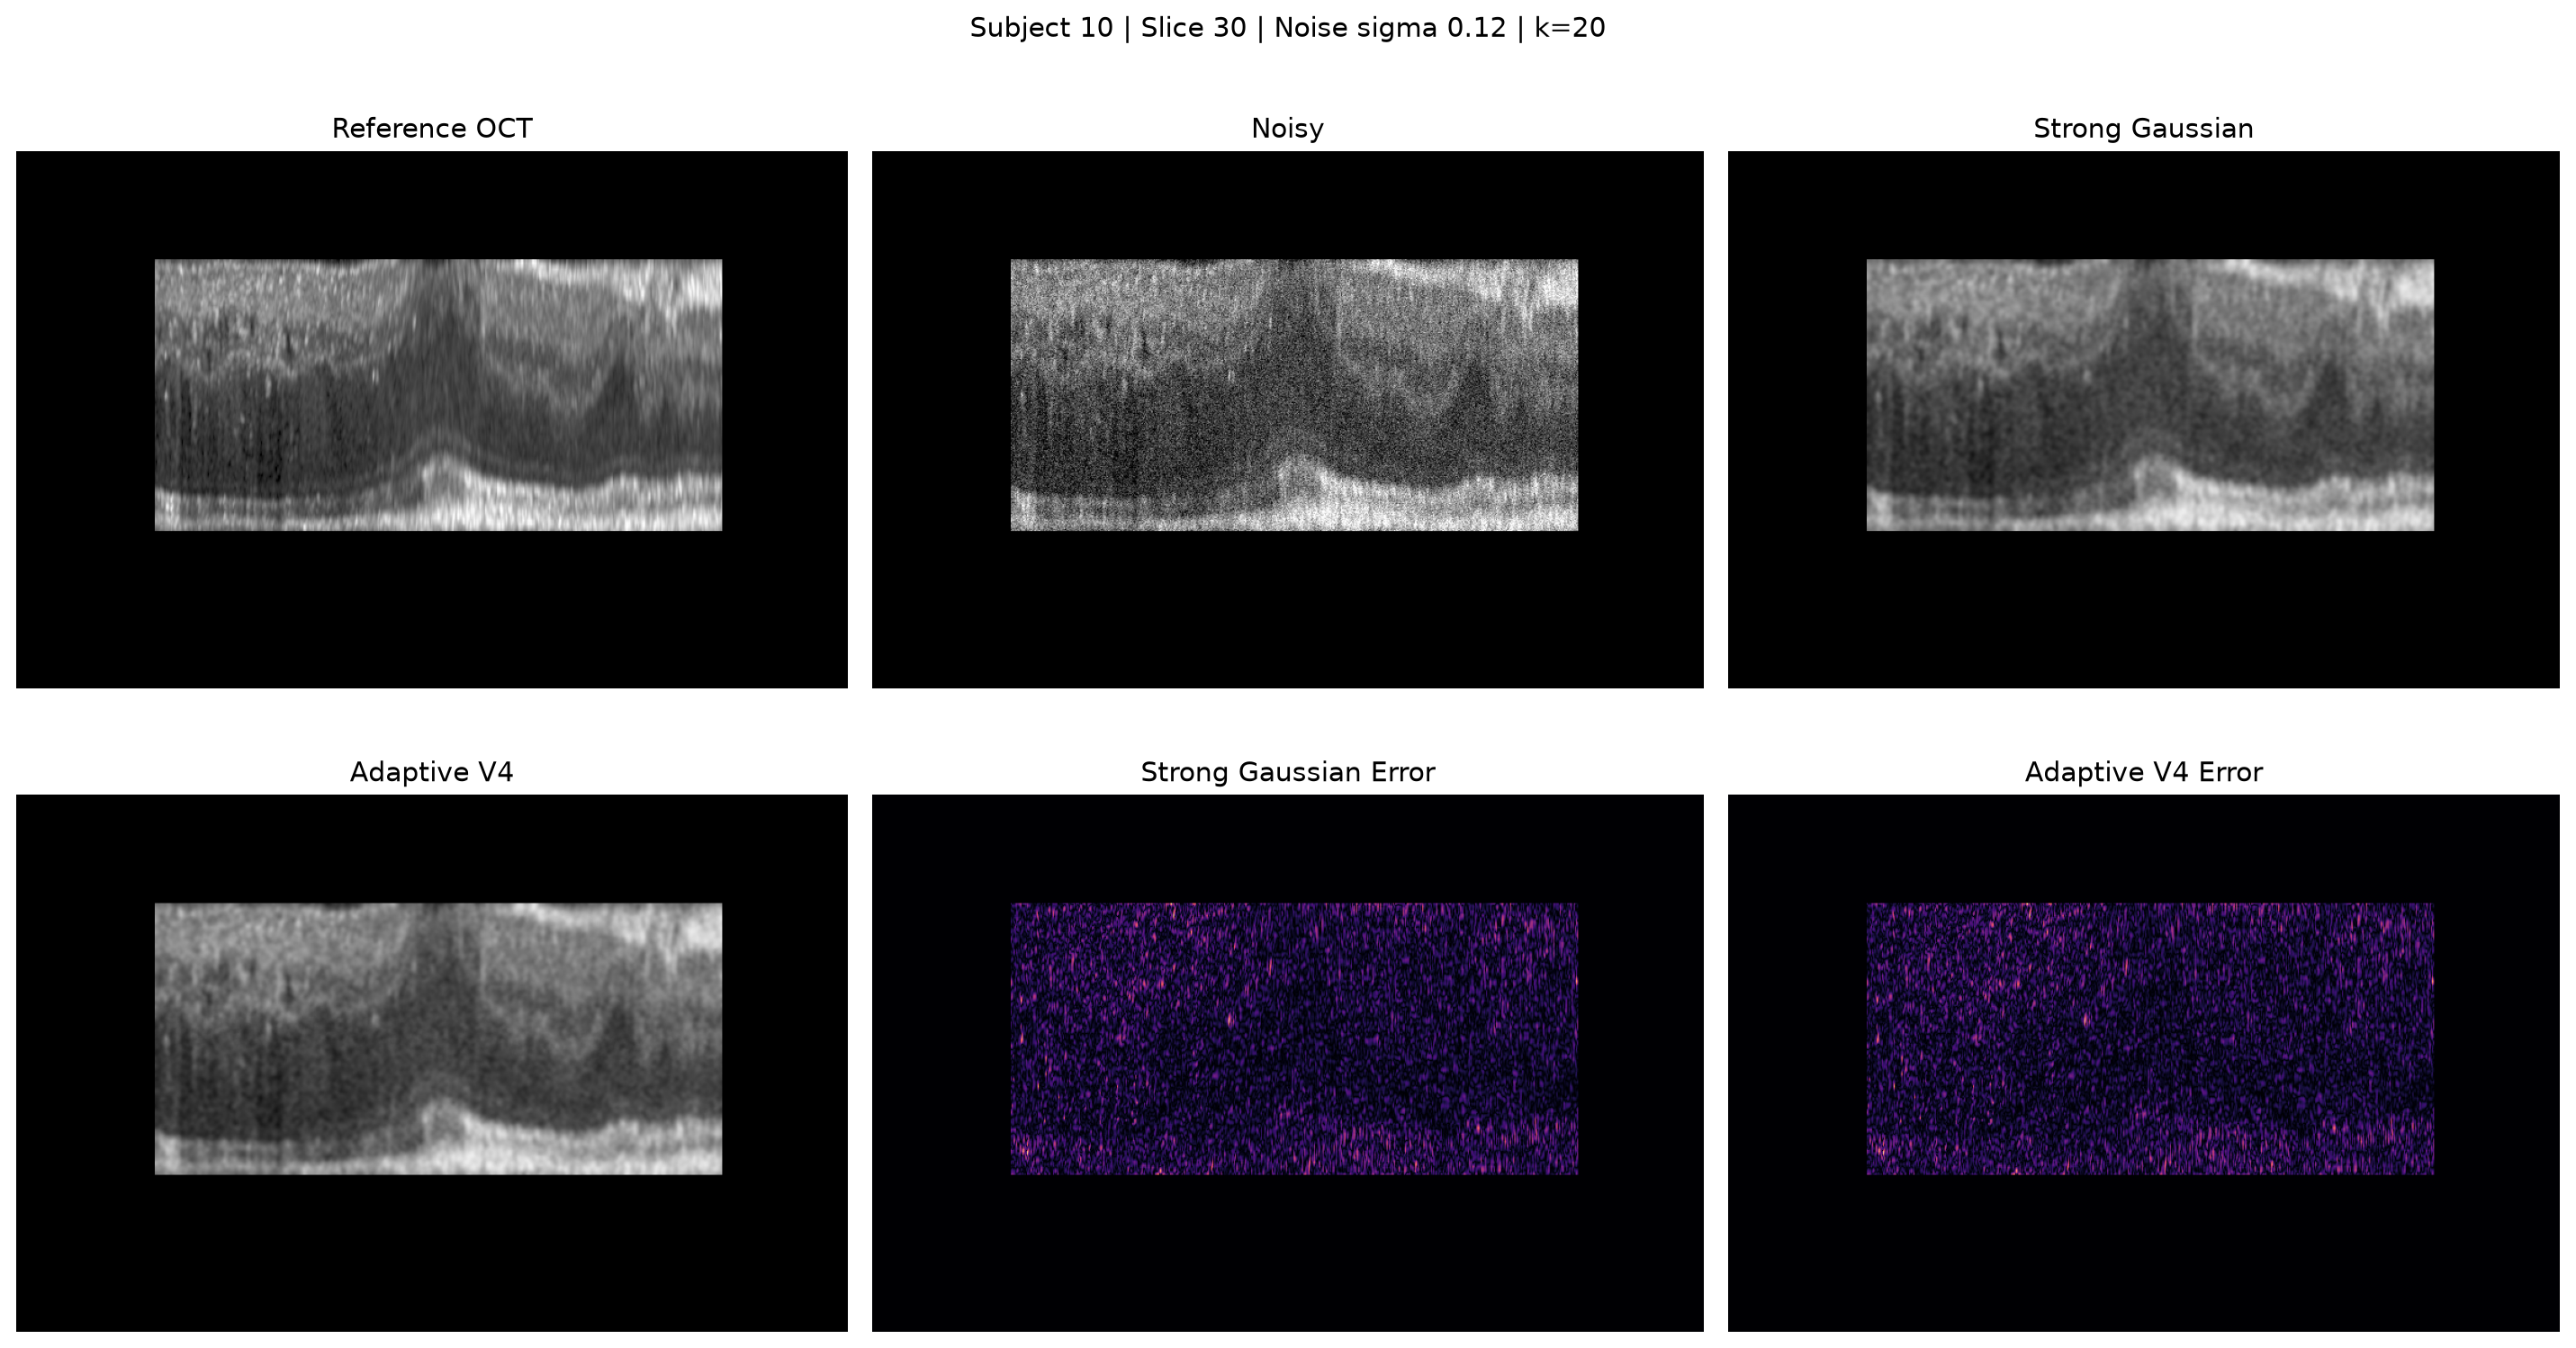 Subject 10 | Slice 30 | Noise sigma 0.12 | k=20
Reference OCT
Noisy
Strong Gaussian
Adaptive V4
Strong Gaussian Error
Adaptive V4 Error